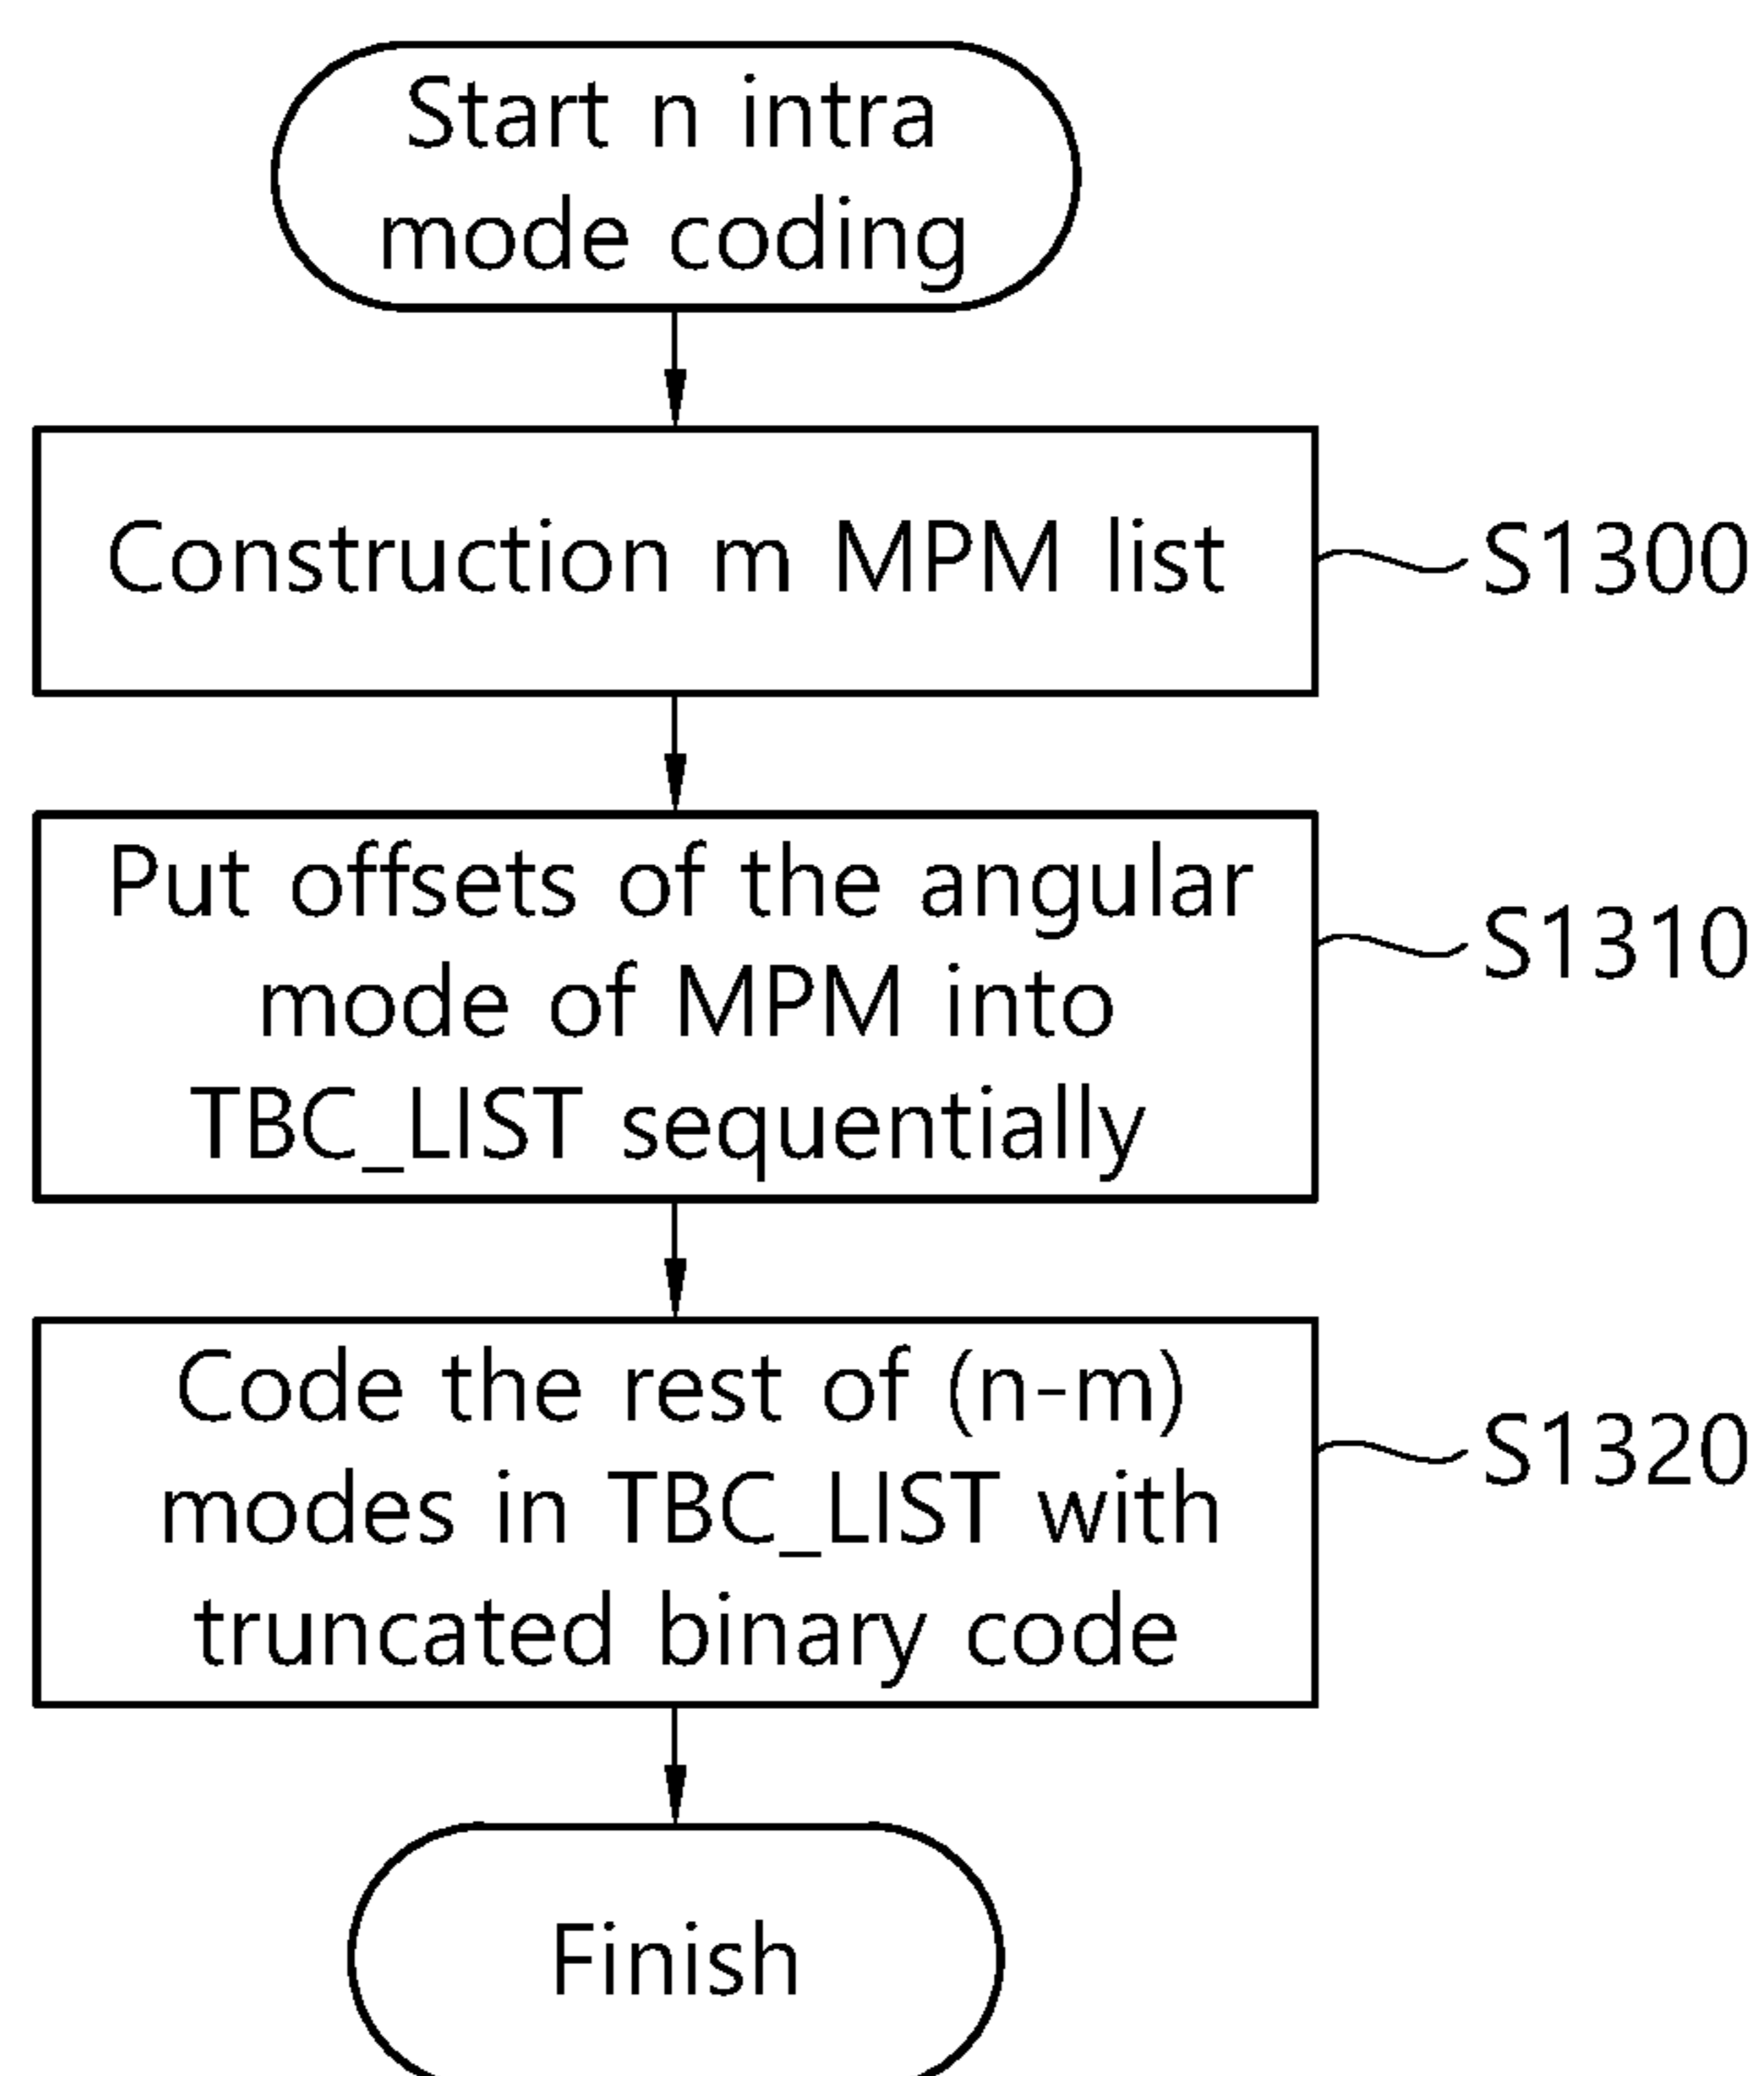 Start n intra
mode coding
Construction m MPM list
S1300
Put offsets of the angular
mode of MPM into
TBC_LIST sequentially
S1310
Code the rest of (n-m)
modes in TBC_LIST with
truncated binary code
S1320
Finish